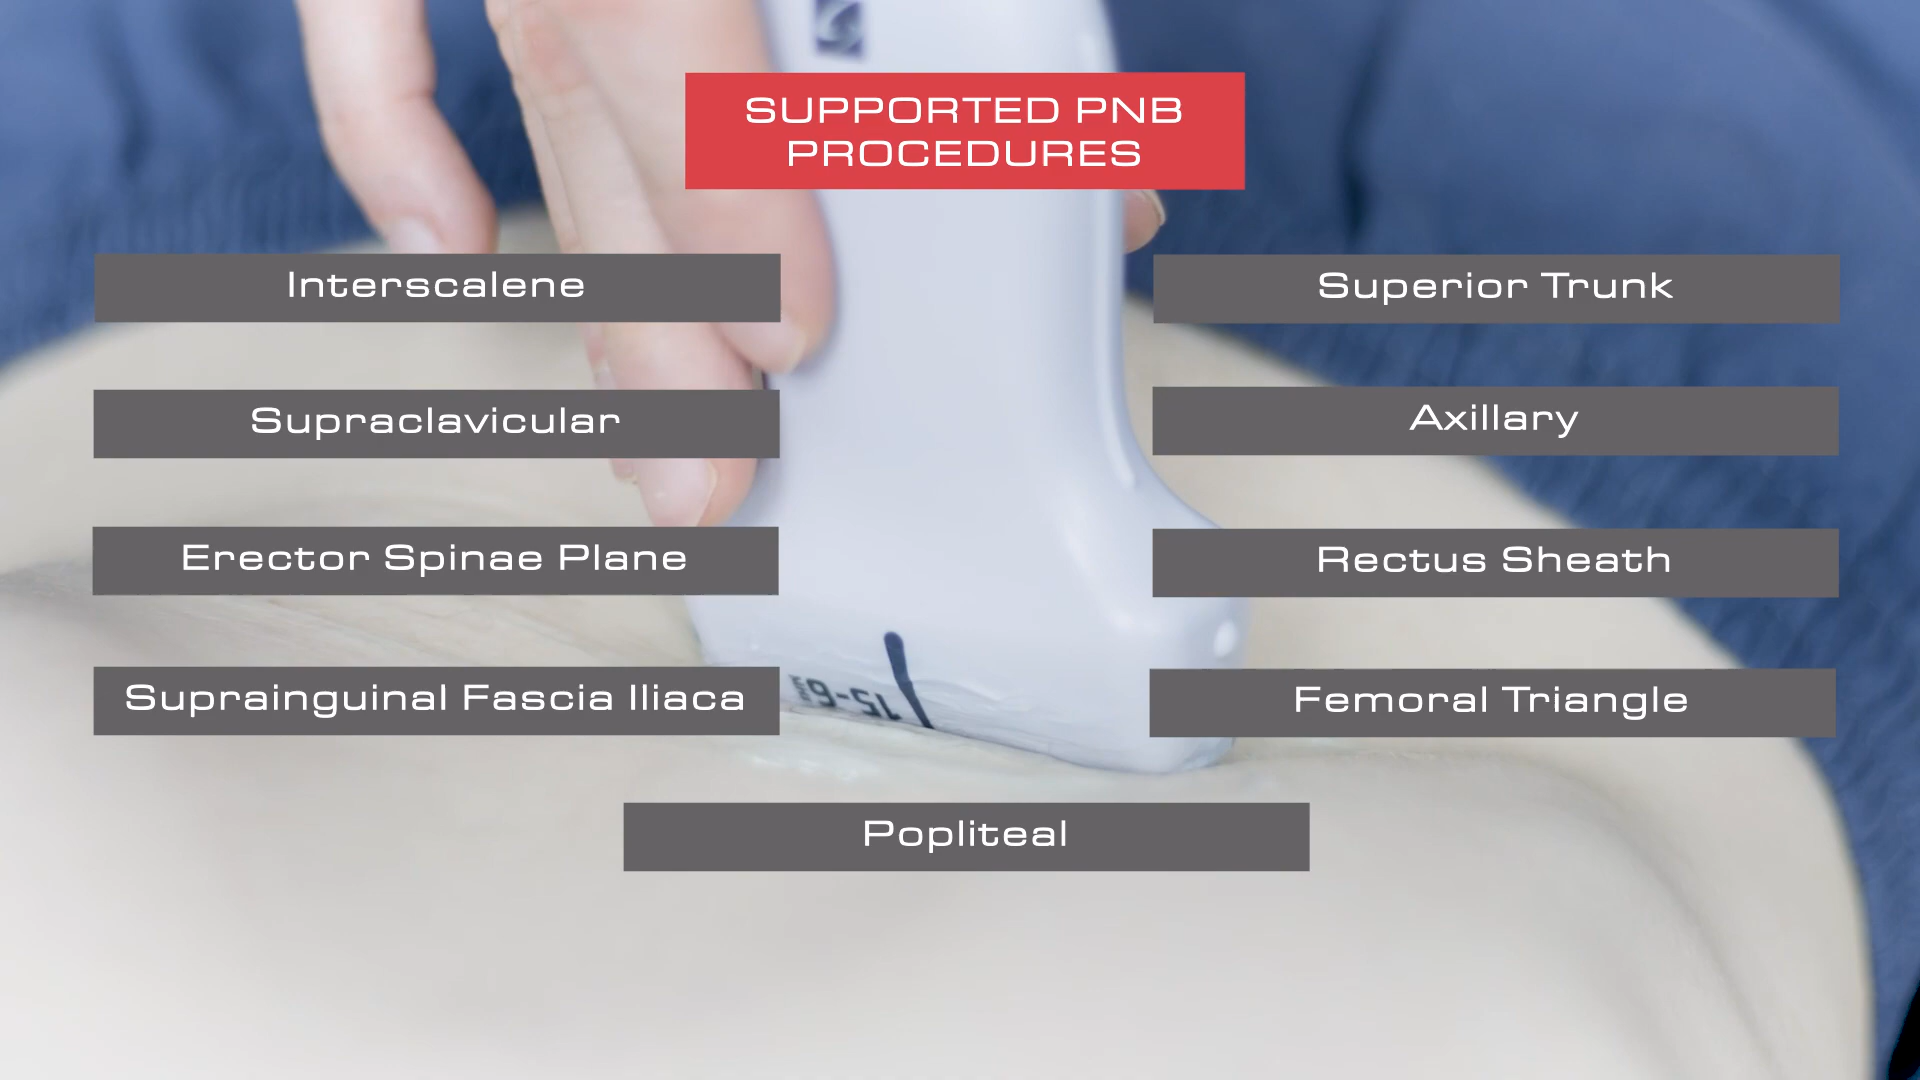 SUPPORTED PNB
PROCEDURES
Interscalene
Superior Trunk
Supraclavicular
Axillary
Erector Spinae Plane
Rectus Sheath
Suprainguinal Fascia Iliaca
Femoral Triangle
15-6
Popliteal